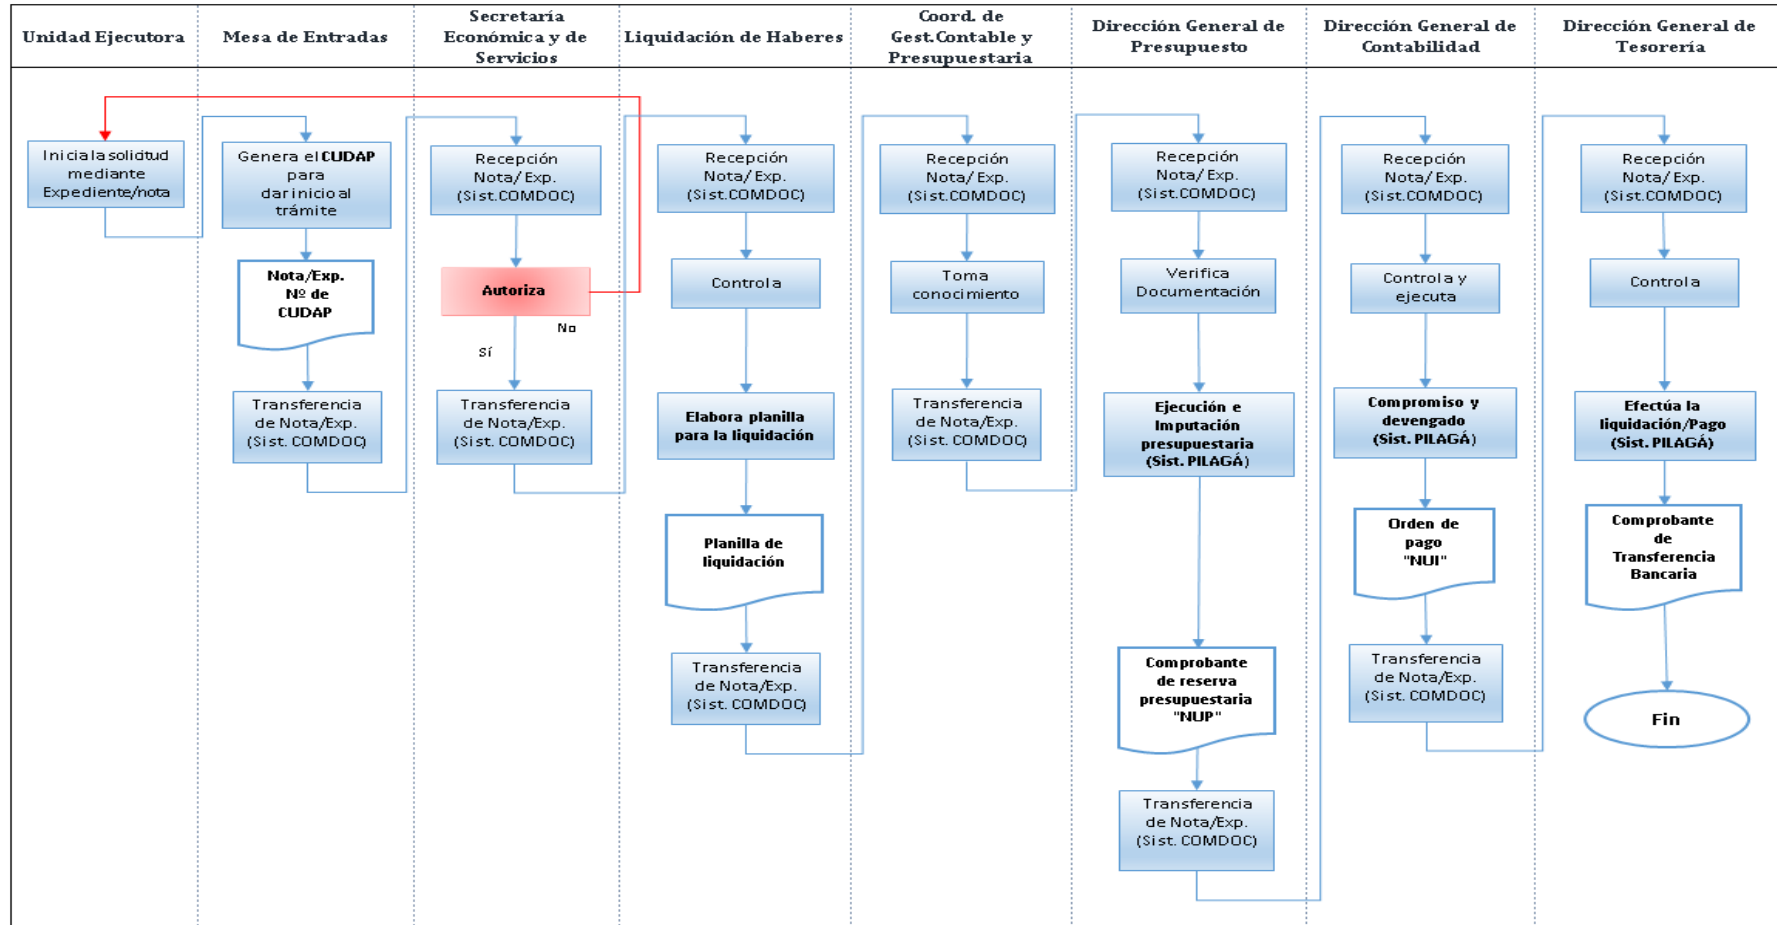 Unidad Ejecutora
Mesa de Entradas
Secretaría
Económica y de
Servicios
Liquidación de Haberes
Coord. de
Gest.Contable y
Presupuestaria
Dirección General de
Presupuesto
Dirección General de
Contabilidad
Dirección General de
Tesorería
Inicia la solicitud
mediante
Expediente/nota
Genera el CUDAP
para
dar inicio al
trámite
Nota/Exp.
Nº de
CUDAP
Transferencia
de Nota/Exp.
(Sist. COMDOC)
Recepción
Nota/ Exp.
(Sist.COMDOC)
Autoriza
No
Sí
Transferencia
de Nota/Exp.
(Sist. COMDOC)
Recepción
Nota/ Exp.
(Sist.COMDOC)
Controla
Elabora planilla
para la liquidación
Planilla de
liquidación
Transferencia
de Nota/Exp.
(Sist. COMDOC)
Recepción
Nota/ Exp.
(Sist.COMDOC)
Toma
conocimiento
Transferencia
de Nota/Exp.
(Sist. COMDOC)
Recepción
Nota/ Exp.
(Sist.COMDOC)
Verifica
Documentación
Ejecución e
Imputación
presupuestaria
(Sist. PILAGÁ)
Comprobante
de reserva
presupuestaria
"NUP"
Transferencia
de Nota/Exp.
(Sist. COMDOC)
Recepción
Nota/ Exp.
(Sist.COMDOC)
Controla y
ejecuta
Compromiso y
devengado
(Sist. PILAGÁ)
Orden de
pago
"NUI"
Transferencia
de Nota/Exp.
(Sist. COMDOC)
Recepción
Nota/ Exp.
(Sist.COMDOC)
Controla
Efectúa la
liquidación/Pago
(Sist. PILAGÁ)
Comprobante
de
Transferencia
Bancaria
Fin